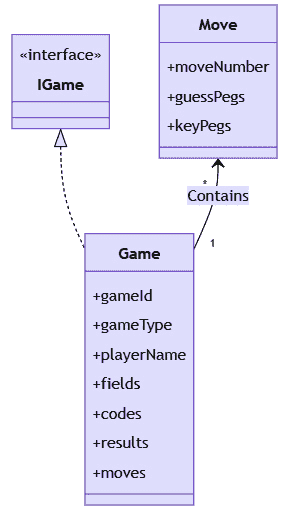 «interface»
IGame
Move
+moveNumber
+guessPegs
+keyPegs
*
Contains
1
Game
+gameId
+gameType
+playerName
+fields
+codes
+results
+moves